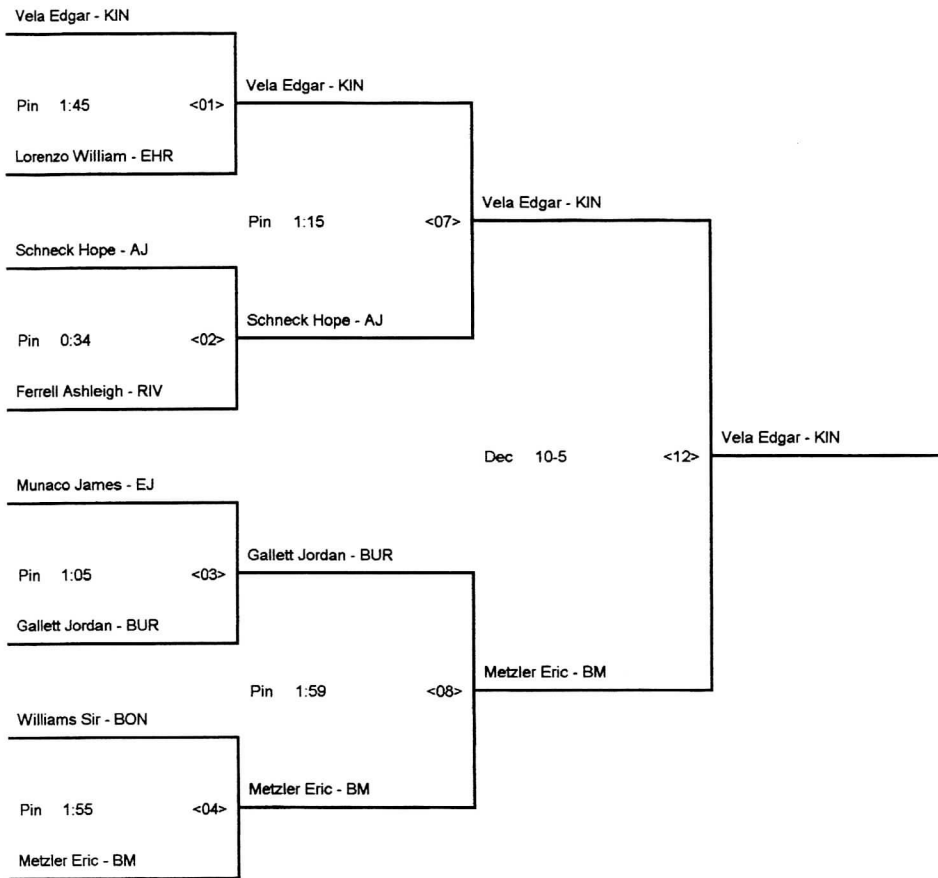 Vela Edgar - KIN
Pin 1:45 <01>
Lorenzo William - EHR
Vela Edgar - KIN
Pin 1:15 <07>
Schneck Hope - AJ
Pin 0:34 <02>
Ferrell Ashleigh - RIV
Schneck Hope - AJ
Vela Edgar - KIN
Dec 10-5 <12>
Vela Edgar - KIN
Munaco James - EJ
Pin 1:05 <03>
Gallett Jordan - BUR
Gallett Jordan - BUR
Pin 1:59 <08>
Metzler Eric - BM
Williams Sir - BON
Pin 1:55 <04>
Metzler Eric - BM
Metzler Eric - BM